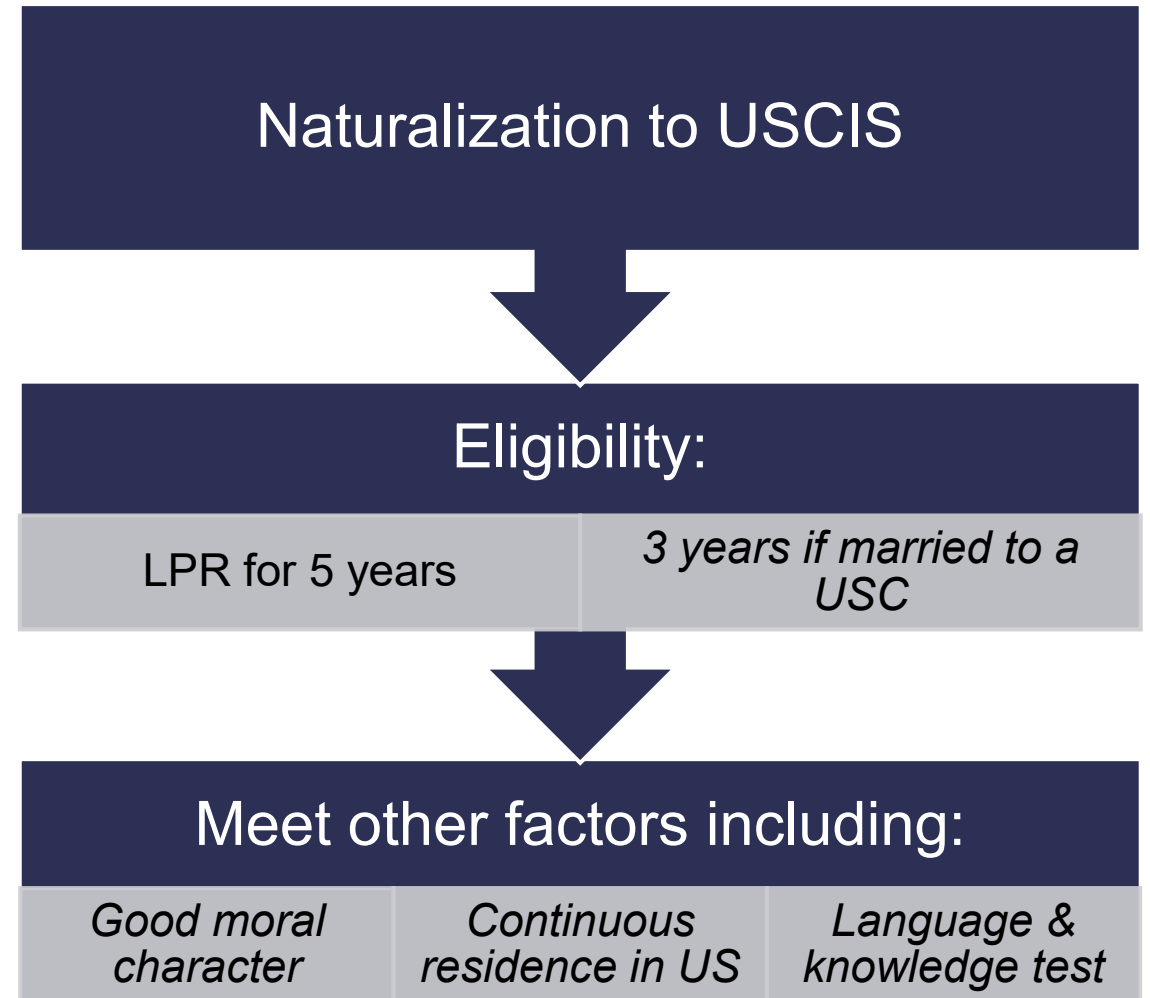 Naturalization to USCIS
Eligibility:
LPR for 5 years
3 years if married to a
USC
Meet other factors including:
Good moral
character
Continuous
residence in US
Language &
knowledge test